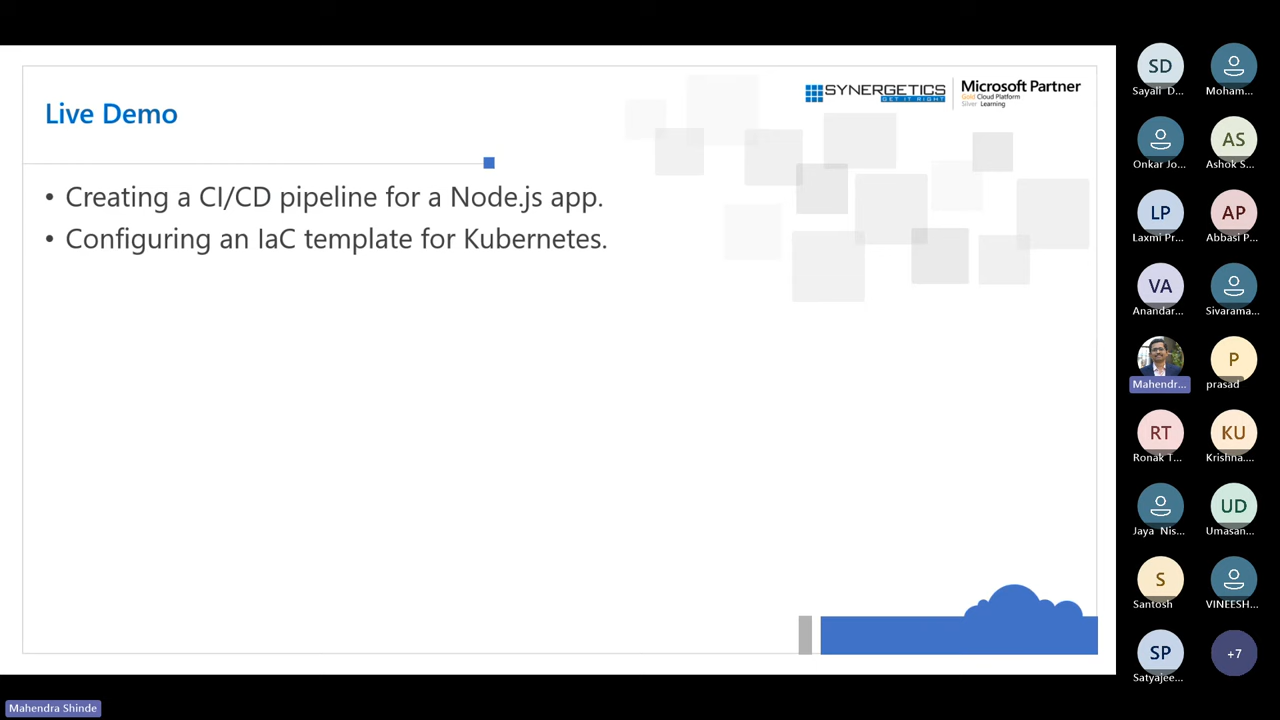 SYNERGETICS
GET IT RIGHT
Microsoft Partner
Gold Cloud Platform
Silver Learning
Live Demo
• Creating a CI/CD pipeline for a Node.js app.
• Configuring an IaC template for Kubernetes.
SD
Sayali D...
Moham...
Onkar Jo...
AS
Ashok S...
LP
Laxmi Pr...
AP
Abbasi P...
VA
Anandar...
Sivarama...
Mahendr...
P
prasad
RT
Ronak T...
KU
Krishna....
Jaya Nis...
UD
Umasan...
S
Santosh
VINEESH...
SP
Satyajee...
+7
Mahendra Shinde